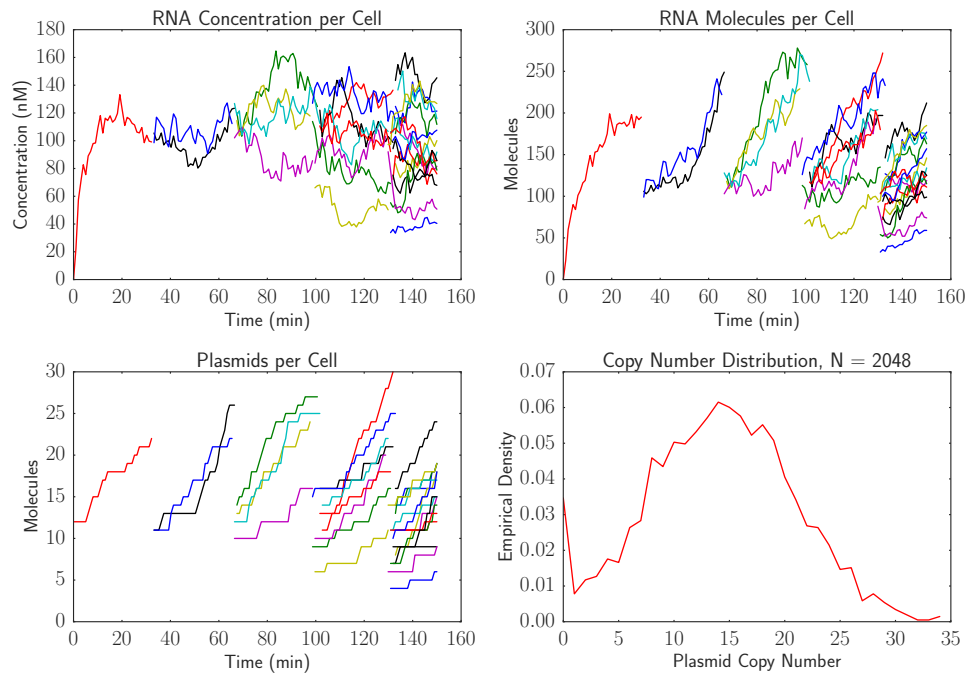 RNA Concentration per Cell
180
160
140
120
100
80
60
40
20
0
Concentration (nM)
0 20 40 60 80 100 120 140 160
Time (min)
RNA Molecules per Cell
300
250
200
150
100
50
0
Molecules
0 20 40 60 80 100 120 140 160
Time (min)
Plasmids per Cell
30
25
20
15
10
5
0
Molecules
0 20 40 60 80 100 120 140 160
Time (min)
Copy Number Distribution, N = 2048
0.07
0.06
0.05
0.04
0.03
0.02
0.01
0.00
Empirical Density
0 5 10 15 20 25 30 35
Plasmid Copy Number